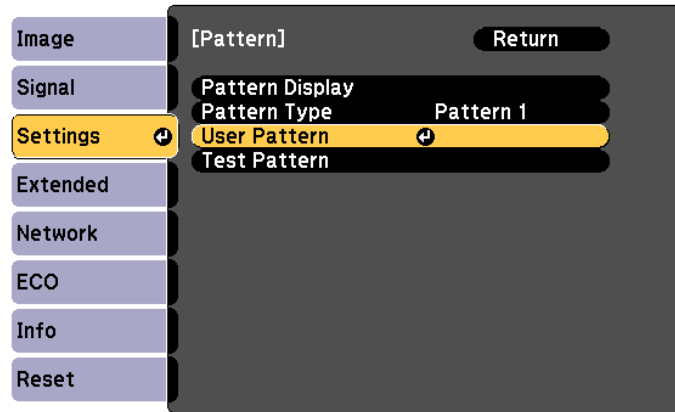 Image
Signal
Settings
Extended
Network
ECO
Info
Reset
[Pattern] Return
Pattern Display
Pattern Type Pattern 1
User Pattern
Test Pattern